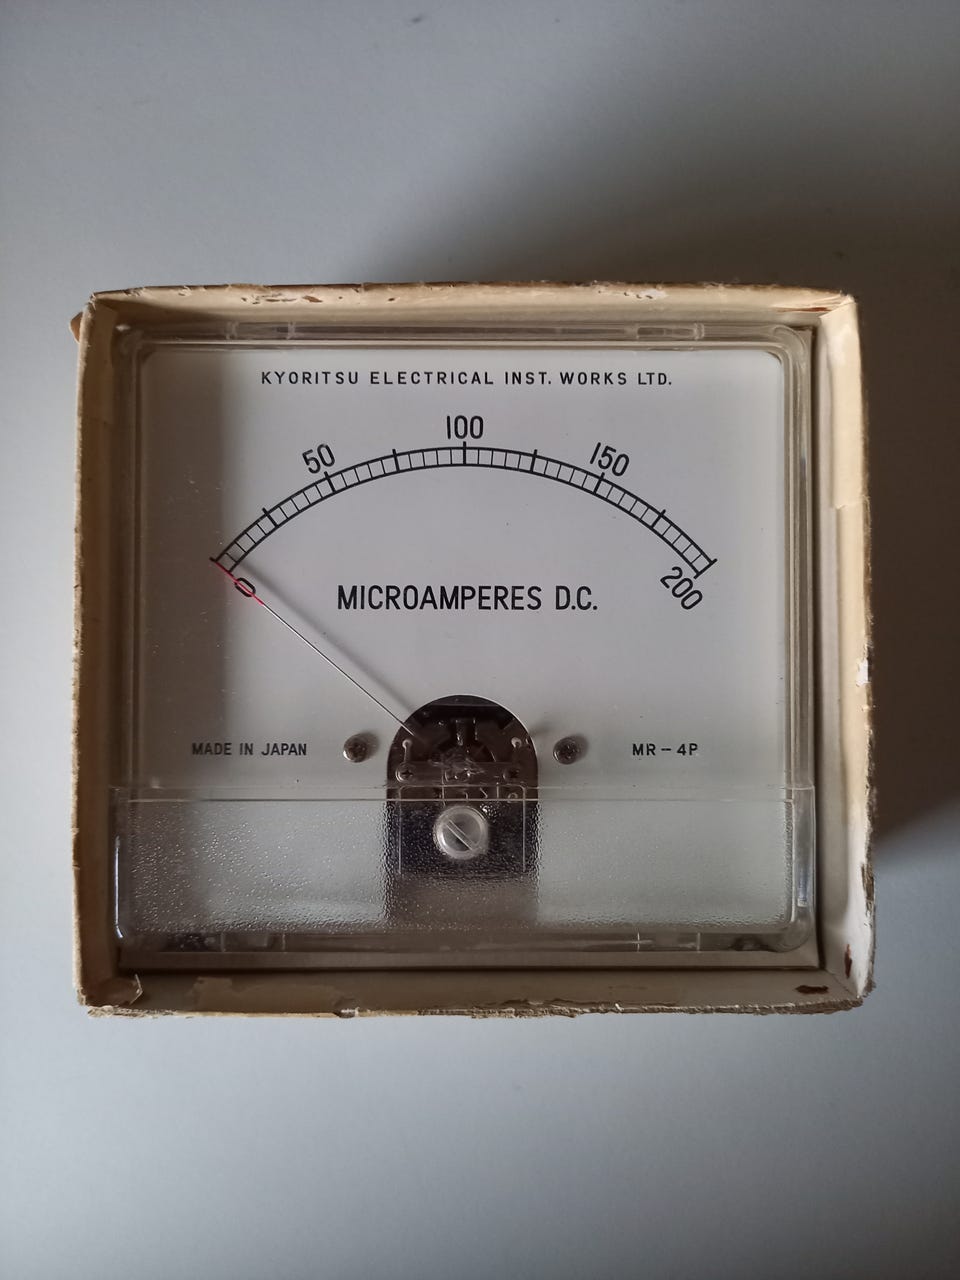 KYORITSU ELECTRICAL INST. WORKS LTD.
0 50 100 150 200
MICROAMPERES D.C.
MADE IN JAPAN
MR-4P